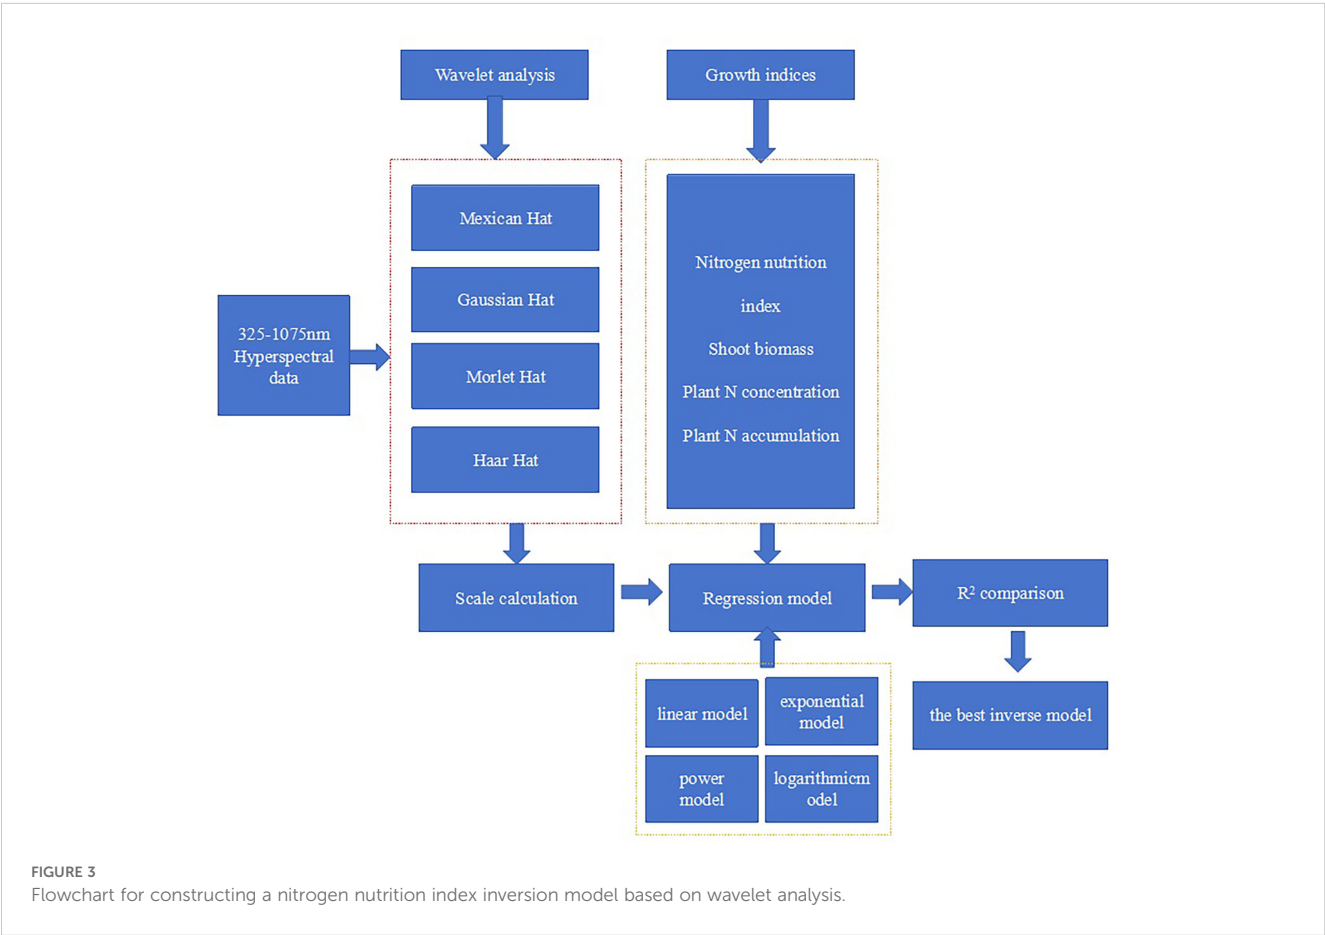 Wavelet analysis
Growth indices
Mexican Hat
Gaussian Hat
Morlet Hat
Haar Hat
325-1075nm
Hyperspectral
data
Nitrogen nutrition
index
Shoot biomass
Plant N concentration
Plant N accumulation
Scale calculation
Regression model
R² comparison
linear model
exponential
model
power
model
logarithmicm
odel
the best inverse model
FIGURE 3
Flowchart for constructing a nitrogen nutrition index inversion model based on wavelet analysis.